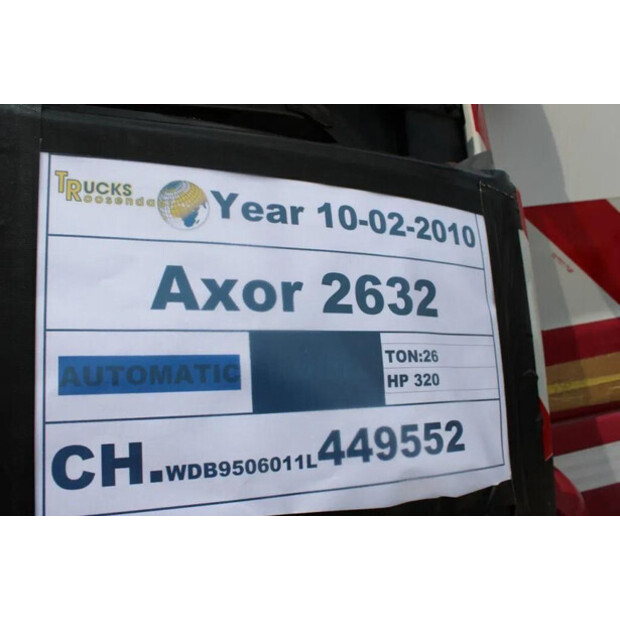 TRUCKS
Roosenda
Year 10-02-2010
Axor 2632
AUTOMATIC
TON:26
HP 320
CH.WDB9506011L449552